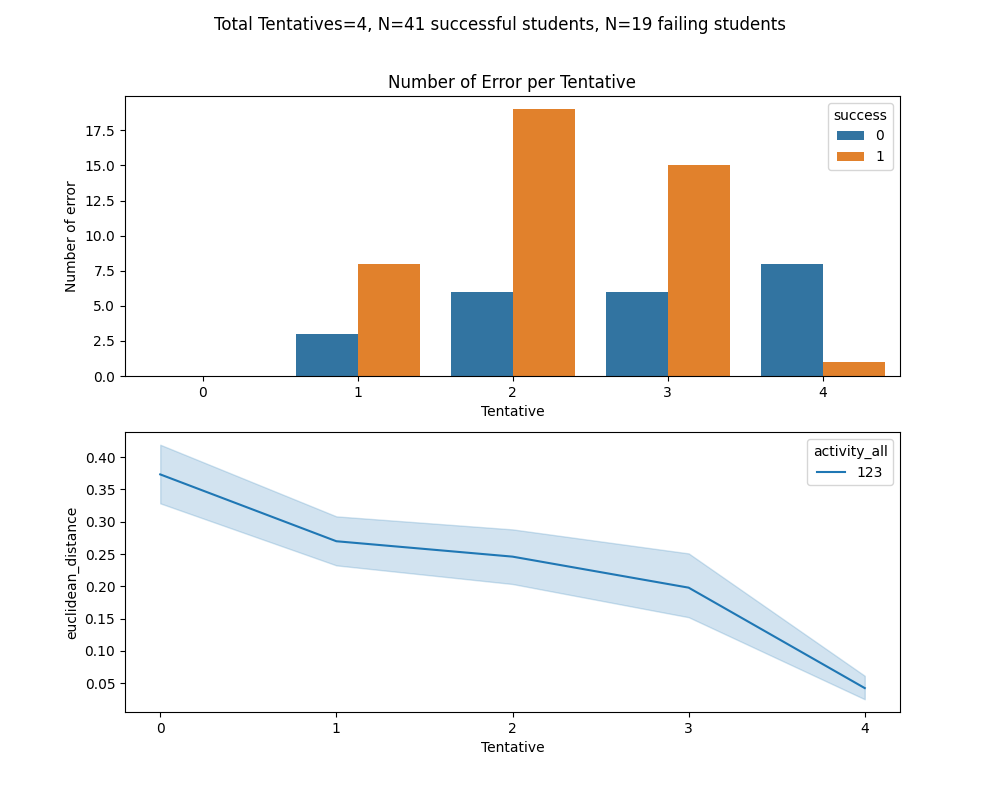 Total Tentatives=4, N=41 successful students, N=19 failing students
Number of Error per Tentative
Number of error
17.5
15.0
12.5
10.0
7.5
5.0
2.5
0.0
success
0
1
0 1 2 3 4
Tentative
euclidean_distance
0.40
0.35
0.30
0.25
0.20
0.15
0.10
0.05
activity_all
123
0 1 2 3 4
Tentative